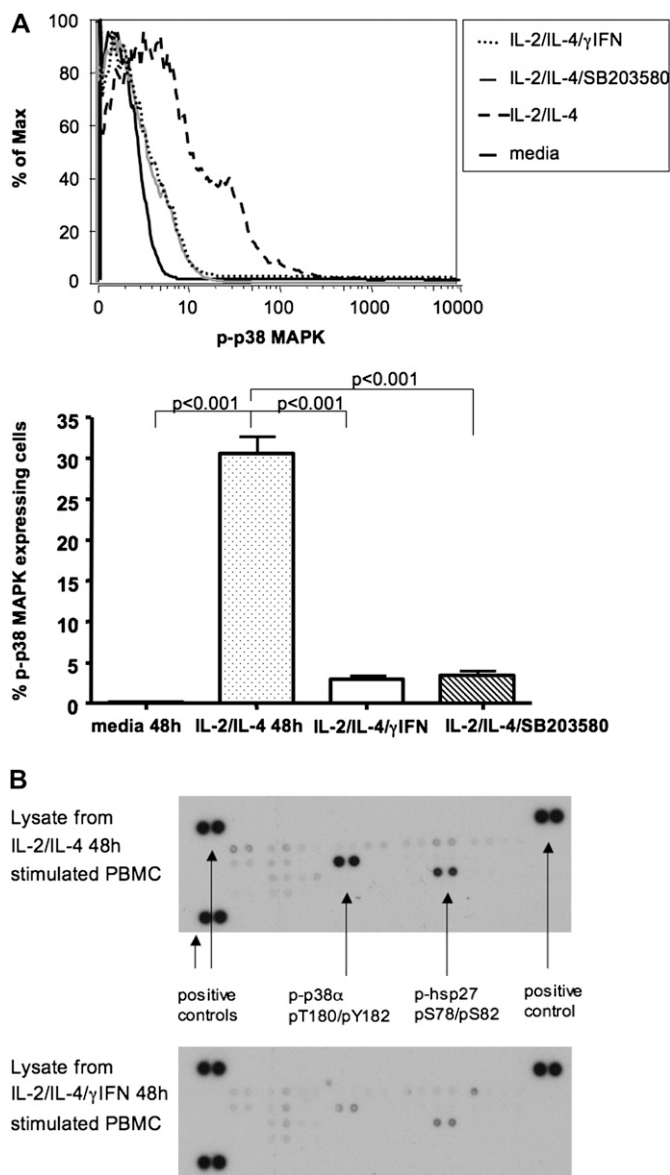 A
% of Max
100
80
60
40
20
0
0
10
100
1000
10000
p-p38 MAPK
IL-2/IL-4/γIFN
IL-2/IL-4/SB203580
IL-2/IL-4
media
% p-p38 MAPK expressing cells
35
30
25
20
15
10
5
0
p<0.001
p<0.001
p<0.001
media 48h
IL-2/IL-4 48h
IL-2/IL-4/γIFN
IL-2/IL-4/SB203580
B
Lysate from
IL-2/IL-4 48h
stimulated PBMC
positive
controls
p-p38α
pT180/pY182
p-hsp27
pS78/pS82
positive
control
Lysate from
IL-2/IL-4/γIFN 48h
stimulated PBMC